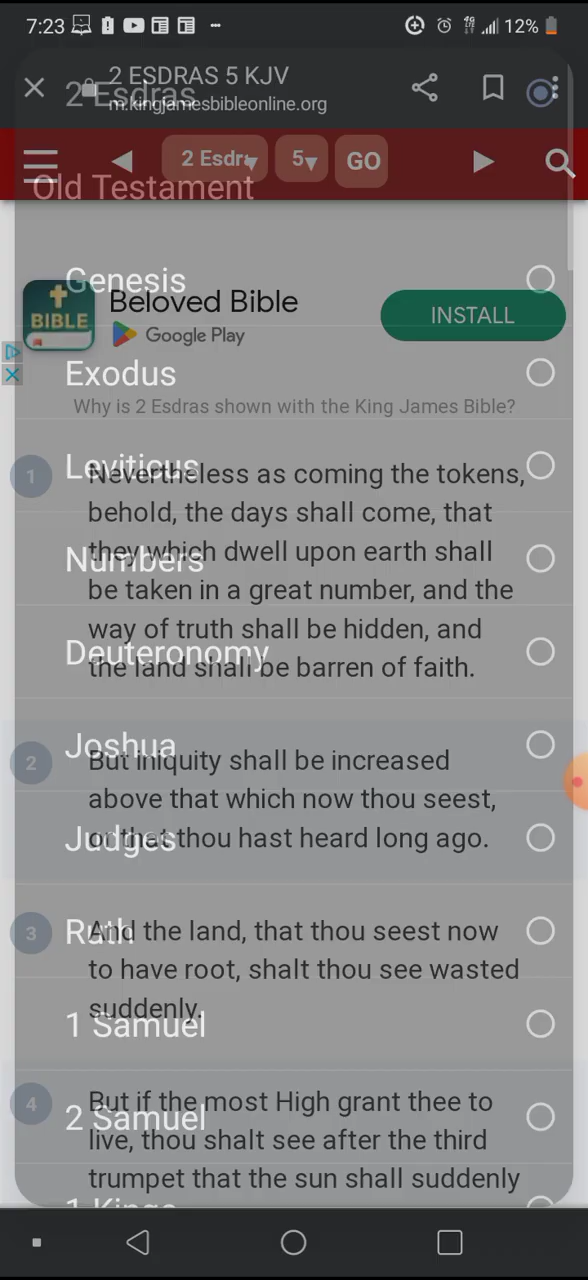 7:23
12%
2 Esdras
2 ESDRAS 5 KJV
m.kingjamesbibleonline.org
2 Esdr
5
GO
Old Testament
Genesis
BIBLE
Beloved Bible
Google Play
INSTALL
Exodus
Why is 2 Esdras shown with the King James Bible?
Leviticus
1 Nevertheless as coming the tokens,
behold, the days shall come, that
they which dwell upon earth shall
Numbers
be taken in a great number, and the
way of truth shall be hidden, and
Deuteronomy
the land shall be barren of faith.
Joshua
2 But iniquity shall be increased
above that which now thou seest,
Judges
or that thou hast heard long ago.
Ruth
3 And the land, that thou seest now
to have root, shalt thou see wasted
suddenly.
1 Samuel
4 But if the most High grant thee to
2 Samuel
live, thou shalt see after the third
trumpet that the sun shall suddenly
1 Kings